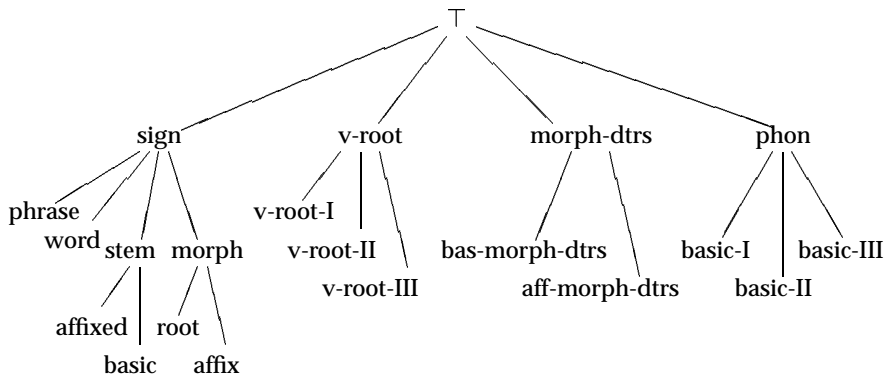 ⊤
sign v-root morph-dtrs phon
phrase v-root-I
word stem morph v-root-II bas-morph-dtrs basic-I basic-III
v-root-III aff-morph-dtrs basic-II
affixed root
basic affix